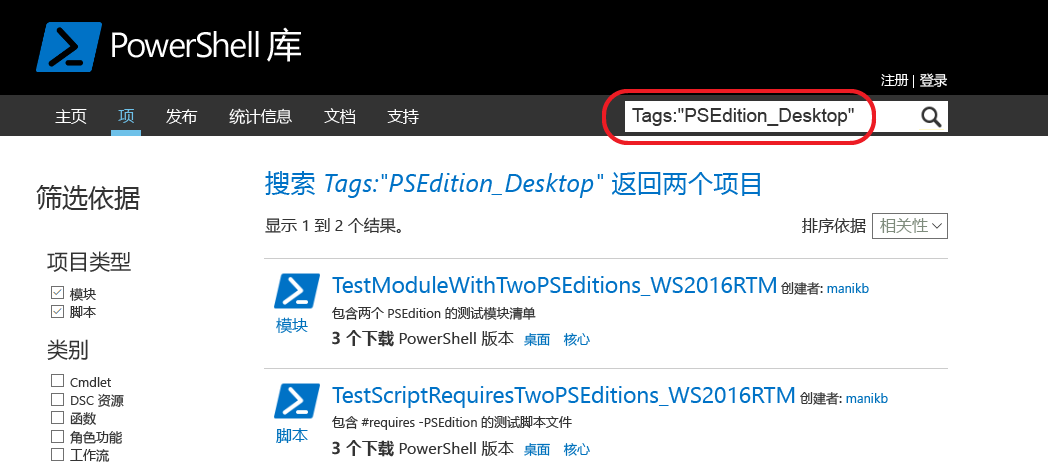 PowerShell 库
注册 | 登录
主页 项 发布 统计信息 文档 支持
Tags:"PSEdition_Desktop"
筛选依据
项目类型
模块
脚本
类别
Cmdlet
DSC 资源
函数
角色功能
工作流
搜索 Tags:"PSEdition_Desktop" 返回两个项目
显示 1 到 2 个结果。
排序依据 相关性
TestModuleWithTwoPSEditions_WS2016RTM 创建者: manikb
模块
包含两个 PSEdition 的测试模块清单
3 个下载 PowerShell 版本 桌面 核心
TestScriptRequiresTwoPSEditions_WS2016RTM 创建者: manikb
脚本
包含 #requires -PSEdition 的测试脚本文件
3 个下载 PowerShell 版本 桌面 核心